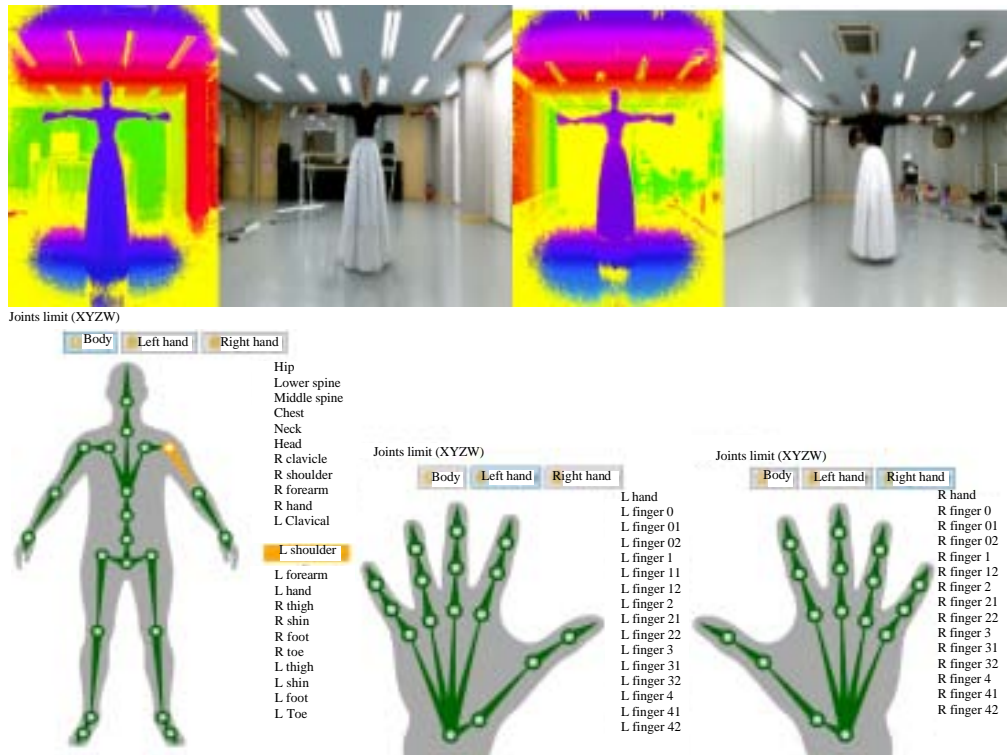 Joints limit (XYZW)
Body
Left hand
Right hand
Hip
Lower spine
Middle spine
Chest
Neck
Head
R clavicle
R shoulder
R forearm
R hand
L Clavical
L shoulder
L forearm
L hand
R thigh
R shin
R foot
R toe
L thigh
L shin
L foot
L Toe
Joints limit (XYZW)
Body
Left hand
Right hand
L hand
L finger 0
L finger 01
L finger 02
L finger 1
L finger 11
L finger 12
L finger 2
L finger 21
L finger 22
L finger 3
L finger 31
L finger 32
L finger 4
L finger 41
L finger 42
Joints limit (XYZW)
Body
Left hand
Right hand
R hand
R finger 0
R finger 01
R finger 02
R finger 1
R finger 12
R finger 2
R finger 21
R finger 22
R finger 3
R finger 31
R finger 32
R finger 4
R finger 41
R finger 42